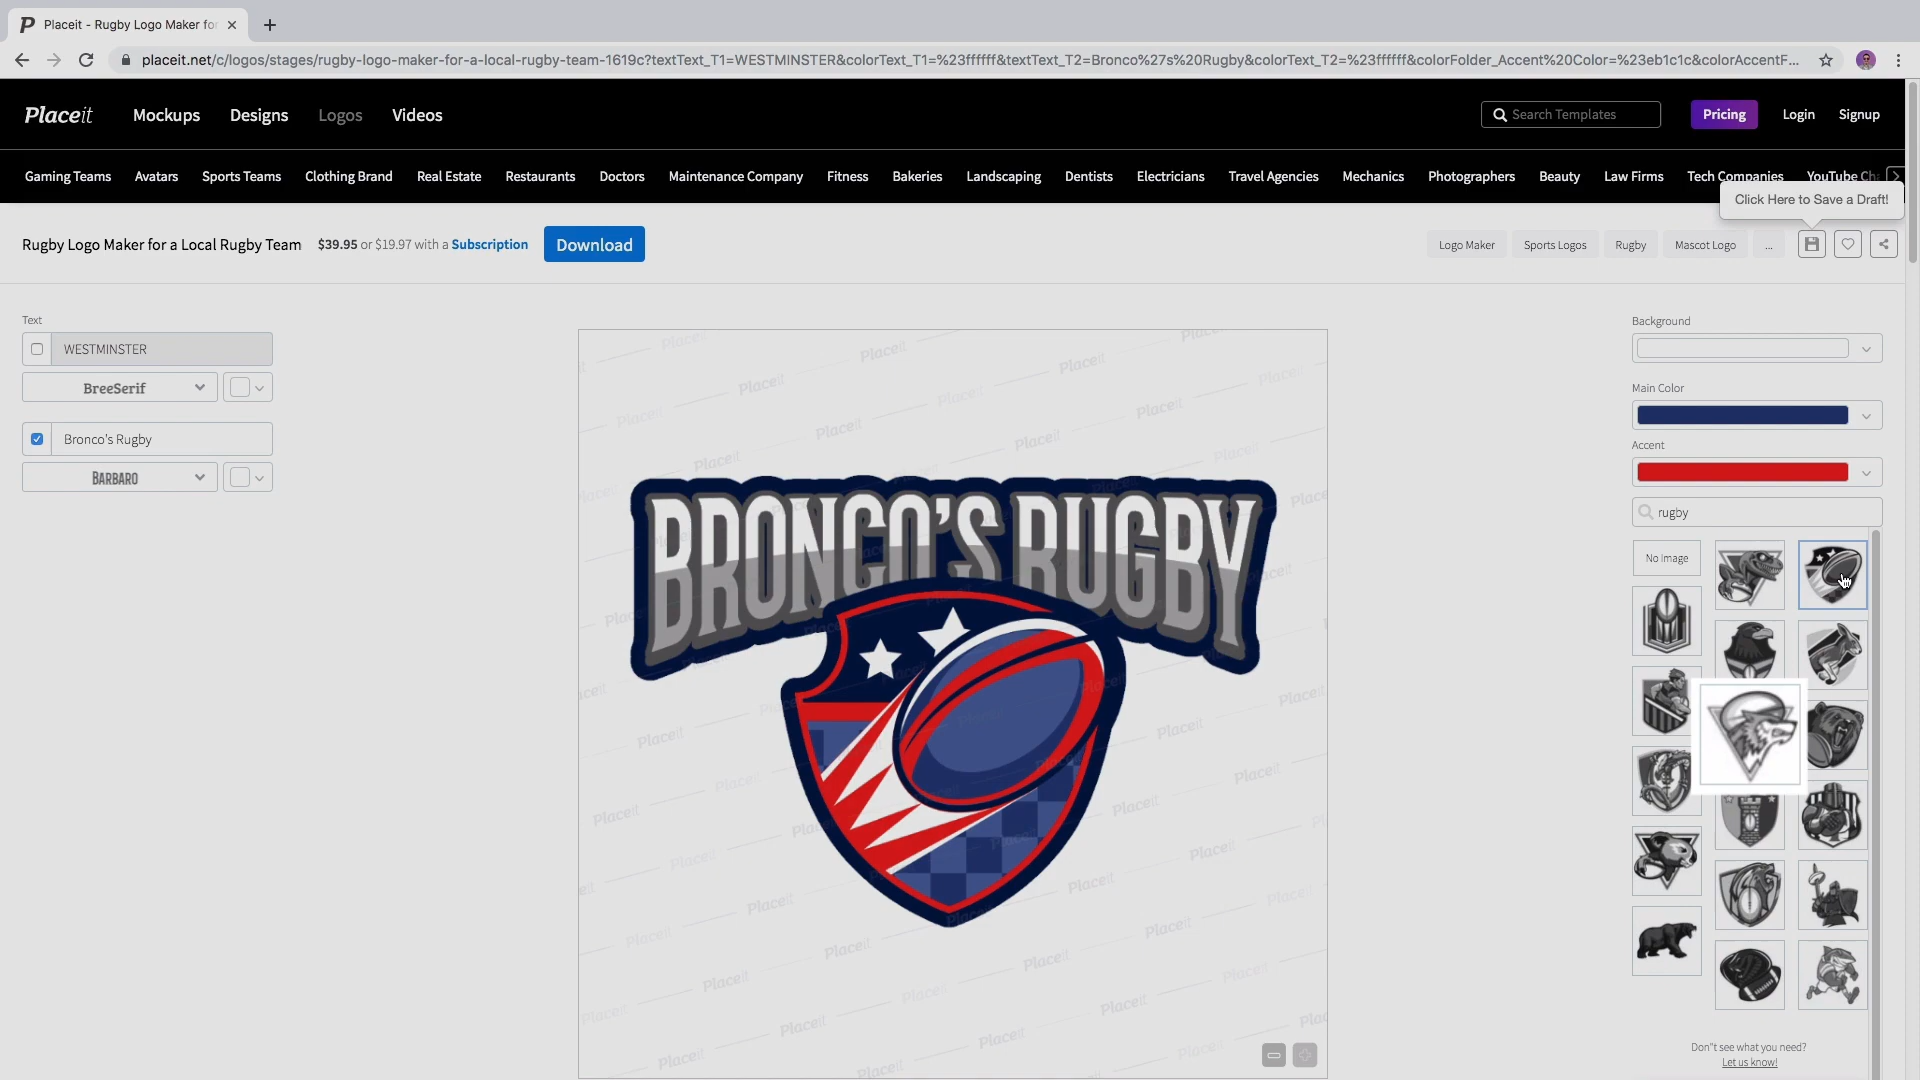 Placeit - Rugby Logo Maker for
placeit.net/c/logos/stages/rugby-logo-maker-for-a-local-rugby-team-1619c?textText_T1=WESTMINSTER&colorText_T1=%23ffffff&textText_T2=Bronco%27s%20Rugby&colorText_T2=%23ffffff&colorFolder_Accent%20Color=%23eb1c1c&colorAccentF...
Placeit Mockups Designs Logos Videos Search Templates Pricing Login Signup
Gaming Teams Avatars Sports Teams Clothing Brand Real Estate Restaurants Doctors Maintenance Company Fitness Bakeries Landscaping Dentists Electricians Travel Agencies Mechanics Photographers Beauty Law Firms Tech Companies YouTube Ch
Click Here to Save a Draft!
Rugby Logo Maker for a Local Rugby Team $39.95 or $19.97 with a Subscription Download Logo Maker Sports Logos Rugby Mascot Logo ...
Text
WESTMINSTER
BreeSerif
Bronco's Rugby
BARBARO
BRONCO'S RUGBY
Background
Main Color
Accent
rugby
No image
Don"t see what you need?
Let us know!